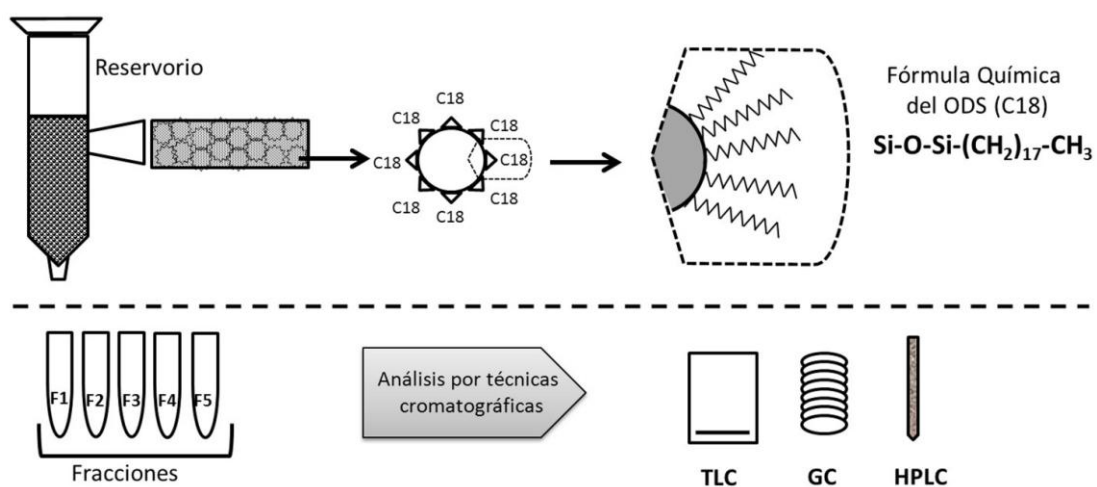 Reservorio
C18
C18
C18
C18
C18
C18
C18
C18
Fórmula Química
del ODS (C18)
Si-O-Si-(CH₂)₁₇-CH₃
F1 F2 F3 F4 F5
Fracciones
Análisis por técnicas
cromatográficas
TLC
GC
HPLC